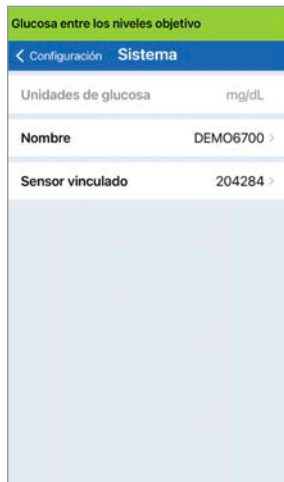 Glucosa entre los niveles objetivo
< Configuración Sistema
Unidades de glucosa mg/dL
Nombre DEMO6700 >
Sensor vinculado 204284 >